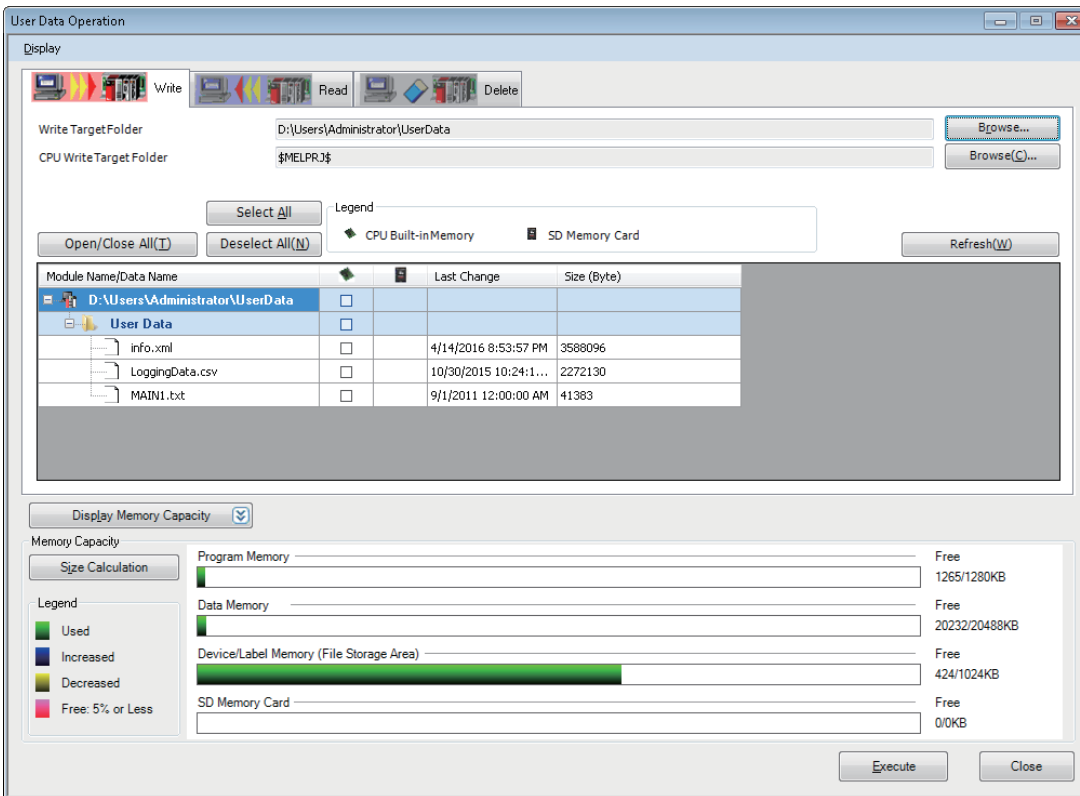 User Data Operation
Display
Write Read Delete
Write TargetFolder D:\Users\Administrator\UserData Browse...
CPU WriteTarget Folder $MELPRJ$ Browse(C)...
Select All Legend
Open/Close All(T) Deselect All(N) CPU Built-inMemory SD Memory Card Refresh(W)
Module Name/Data Name Last Change Size (Byte)
D:\Users\Administrator\UserData
User Data
info.xml 4/14/2016 8:53:57 PM 3588096
LoggingData.csv 10/30/2015 10:24:1... 2272130
MAIN1.txt 9/1/2011 12:00:00 AM 41383
Display Memory Capacity
Memory Capacity
Size Calculation
Program Memory Free
1265/1280KB
Legend
Used
Increased
Decreased
Free: 5% or Less
Data Memory Free
20232/20488KB
Device/Label Memory (File Storage Area) Free
424/1024KB
SD Memory Card Free
0/0KB
Execute Close